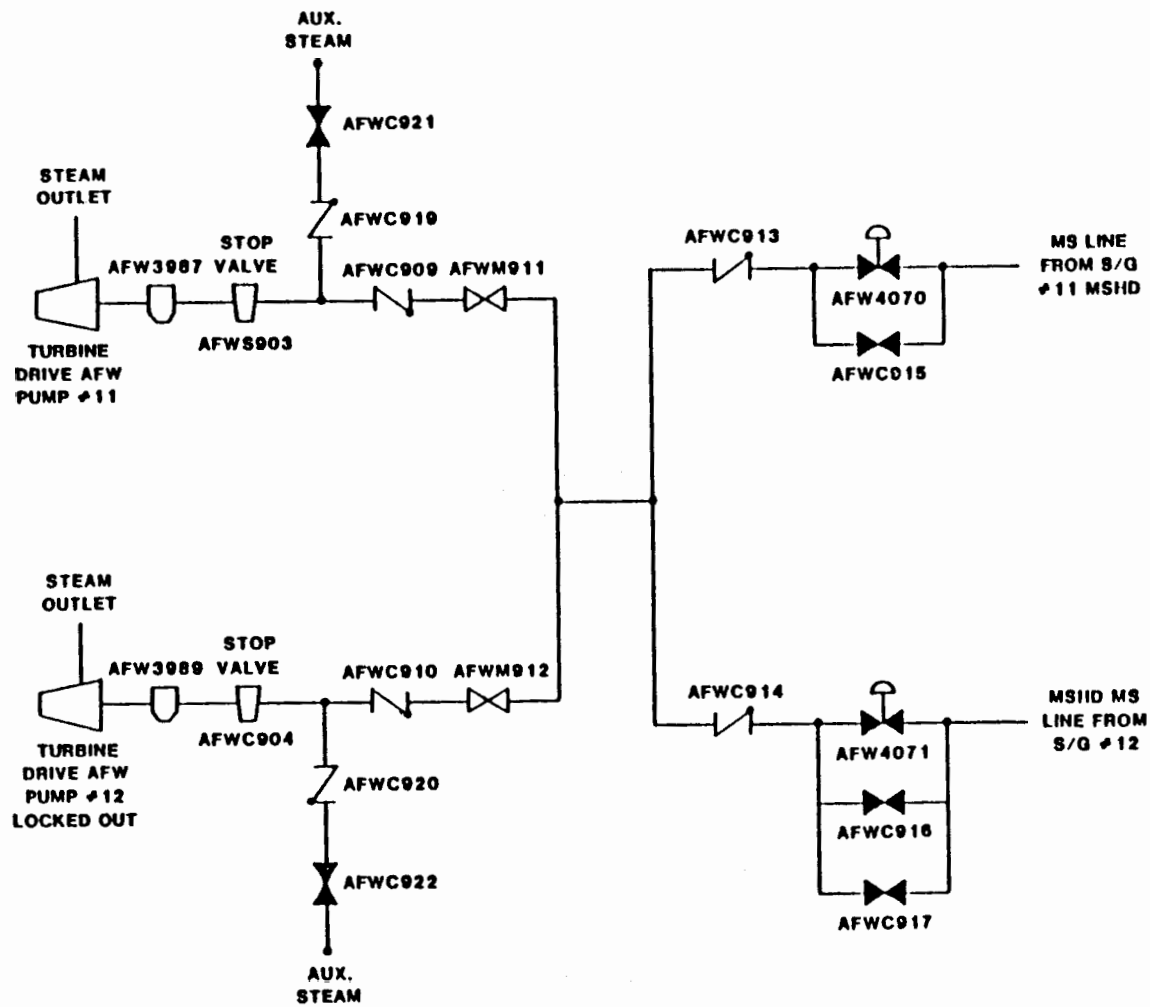 AUX.
STEAM
AFWC921
STEAM
OUTLET
AFWC919
AFW3987
STOP
VALVE
AFWC909
AFWM911
AFWS903
TURBINE
DRIVE AFW
PUMP #11
AFWC913
AFW4070
AFWC915
MS LINE
FROM S/G
#11 MSHD
STEAM
OUTLET
AFW3989
STOP
VALVE
AFWC910
AFWM912
AFWC904
TURBINE
DRIVE AFW
PUMP #12
LOCKED OUT
AFWC920
AFWC922
AUX.
STEAM
AFWC914
AFW4071
AFWC916
AFWC917
MSHD MS
LINE FROM
S/G #12